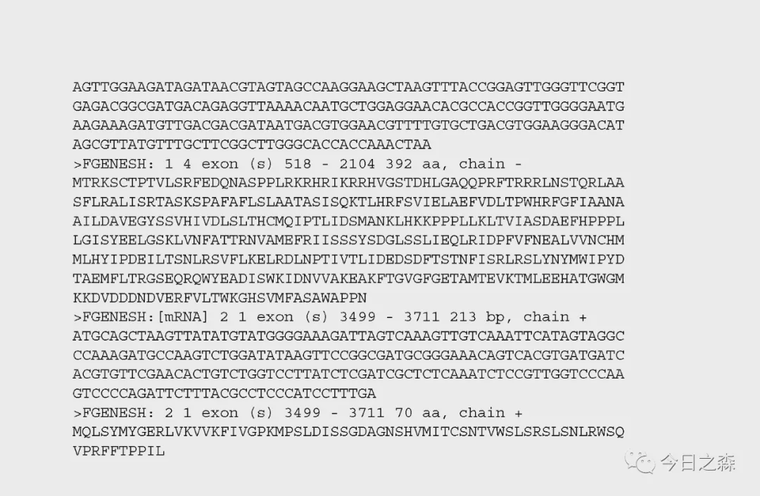 AGTTGGAAGATAGATAACGTAGTAGCCAAGGAAGCTAAGTTTACCGGAGTTGGGTTCGGT
GAGACGGCGATGACAGAGGTTAAAACAATGCTGGAGGAACACGCCACCGGTTGGGGAATG
AAGAAAGATGTTGACGACGATAATGACGTGGAACGTTTTGTGCTGACGTGGAAGGGACAT
AGCGTTATGTTTGCTTCGGCTTGGGCACCACCAAACTAA
>FGENESH: 1 4 exon (s) 518 - 2104 392 aa, chain -
MTRKSCTPTVLSRFEDQNASPPLRKRHRIKRRHVGSTDHLGAQQPRFTRRRLNSTQRLAA
SFLRALISRTASKSPAFAFLSLAATASISQKTLHRFSVIELAEFVDLTPWHRFGFIAANA
AILDAVEGYSSVHIVDLSLTHCMQIPTLIDSMANKLHKKPPPLLKLTVIASDAEFHPPPL
LGISYEELGSKLVNFATTRNVAMEFRIISSSYSDGLSSLIEQLRIDPFVFNEALVVNCHM
MLHYIPDEILTSNLRSVFLKELRDLNPTIVTLIDEDSDFTSTNFISRLRSLYNYMWIPYD
TAEMFLTRGSEQRQWYEADISWKIDNVVAKEAKFTGVGFGETAMTEVKTMLEEHATGWGM
KKDVDDDNDVERFVLTWKGHSVMFASAWAPPN
>FGENESH:[mRNA] 2 1 exon (s) 3499 - 3711 213 bp, chain +
ATGCAGCTAAGTTATATGTATGGGGAAAGATTAGTCAAAGTTGTCAAATTCATAGTAGGC
CCAAAGATGCCAAGTCTGGATATAAGTTCCGGCGATGCGGGAAACAGTCACGTGATGATC
ACGTGTTCGAACACTGTCTGGTCCTTATCTCGATCGCTCTCAAATCTCCGTTGGTCCCAA
GTCCCCAGATTCTTTACGCCTCCCATCCTTTGA
>FGENESH: 2 1 exon (s) 3499 - 3711 70 aa, chain +
MQLSYMYGERLVKVVKFIVGPKMPSLDISSGDAGNSHVMITCSNTVWSLSRSLSNLRWSQ
VPRFFTPPIL
今日之森